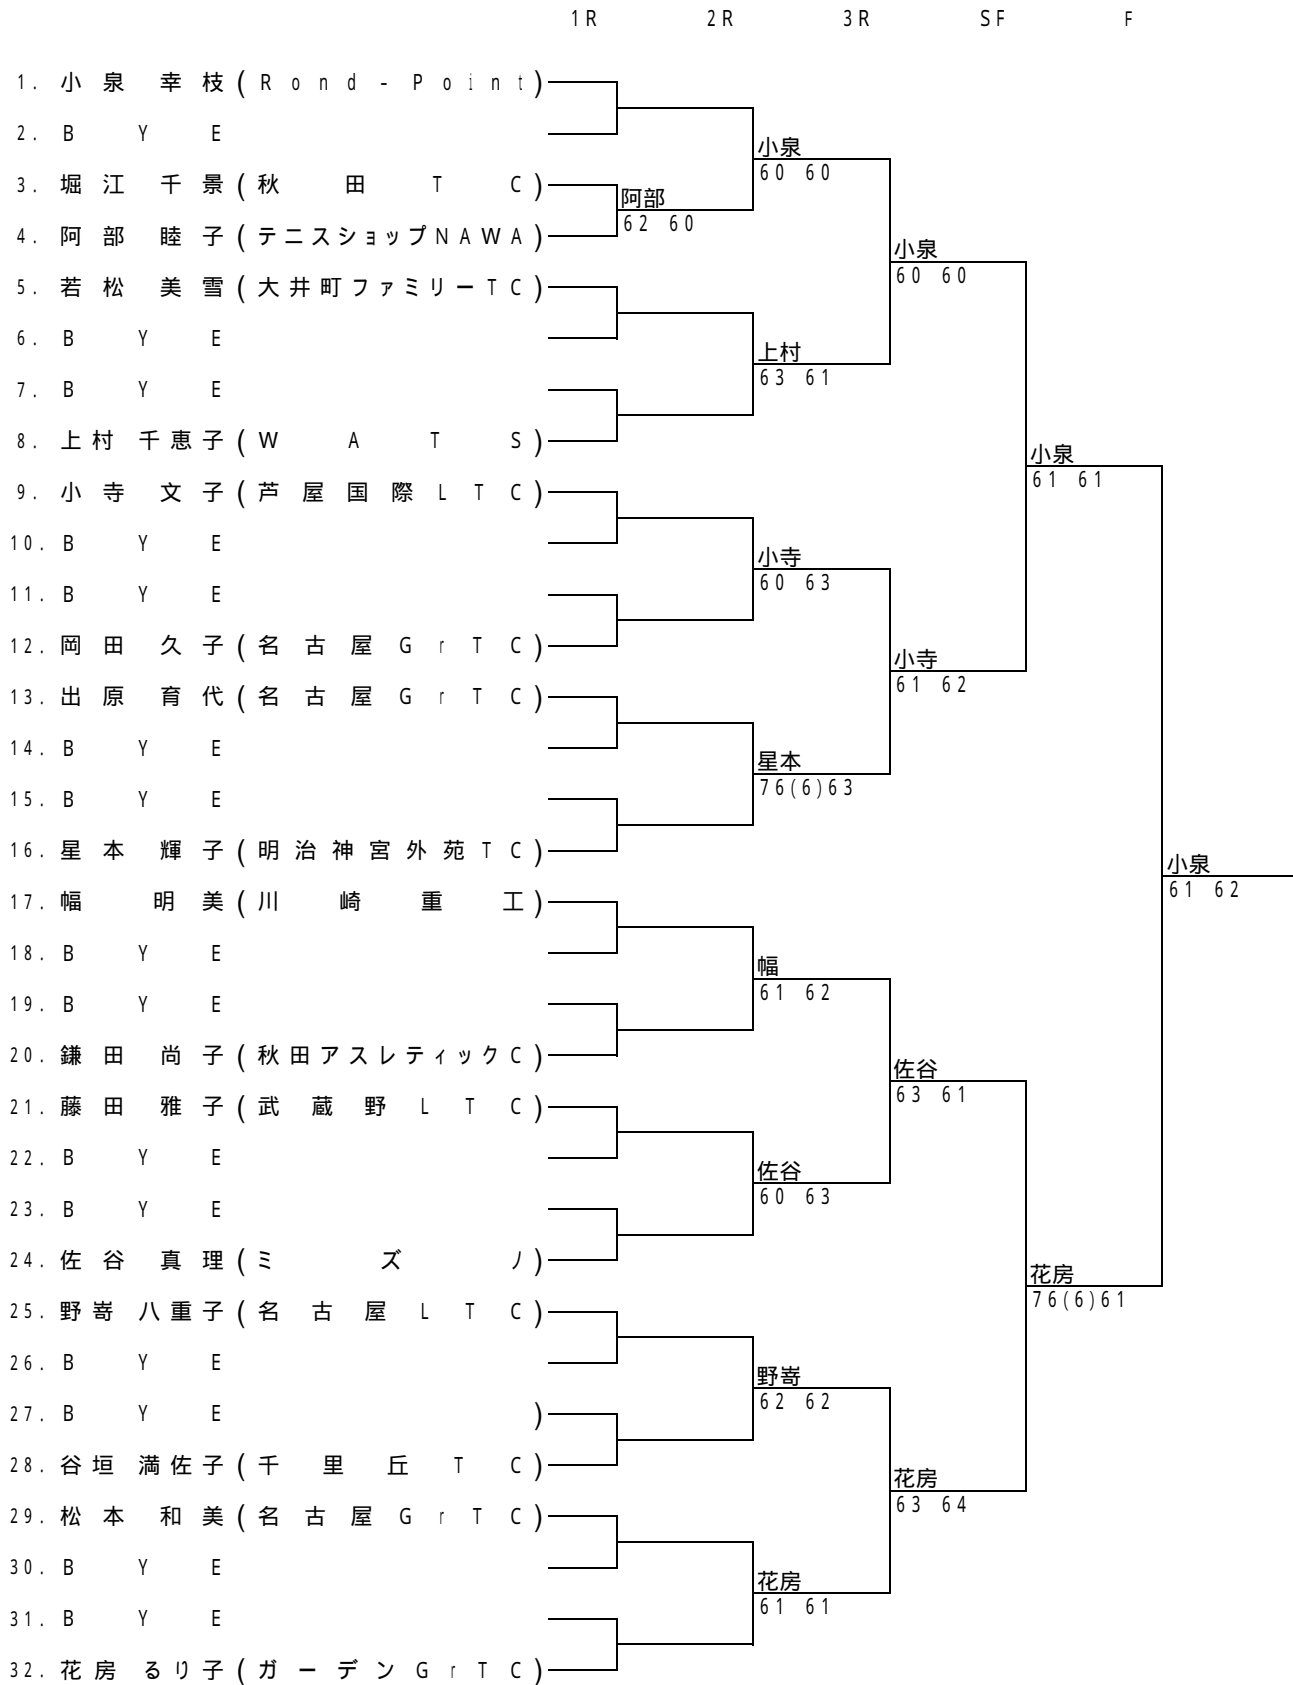 1R 2R 3R SF F
1. 小泉 幸枝 (Rond-Point)
2. BYE
小泉
60 60
3. 堀江 千景 (秋田TC)
阿部
62 60
4. 阿部 睦子 (テニスショップNAWA)
小泉
60 60
5. 若松 美雪 (大井町ファミリーTC)
6. BYE
上村
63 61
7. BYE
8. 上村 千恵子 (WATS)
小泉
61 61
9. 小寺 文子 (芦屋国際LTC)
10. BYE
小寺
60 63
11. BYE
12. 岡田 久子 (名古屋GrTC)
小寺
61 62
13. 出原 育代 (名古屋GrTC)
14. BYE
星本
76(6)63
15. BYE
16. 星本 輝子 (明治神宮外苑TC)
小泉
61 62
17. 幅 明美 (川崎重工)
18. BYE
幅
61 62
19. BYE
20. 鎌田 尚子 (秋田アスレティックC)
佐谷
63 61
21. 藤田 雅子 (武蔵野LTC)
22. BYE
佐谷
60 63
23. BYE
24. 佐谷 真理 (ミズノ)
花房
76(6)61
25. 野嵜 八重子 (名古屋LTC)
26. BYE
野嵜
62 62
27. BYE )
28. 谷垣 満佐子 (千里丘TC)
花房
63 64
29. 松本 和美 (名古屋GrTC)
30. BYE
花房
61 61
31. BYE
32. 花房 るり子 (ガーデンGrTC)